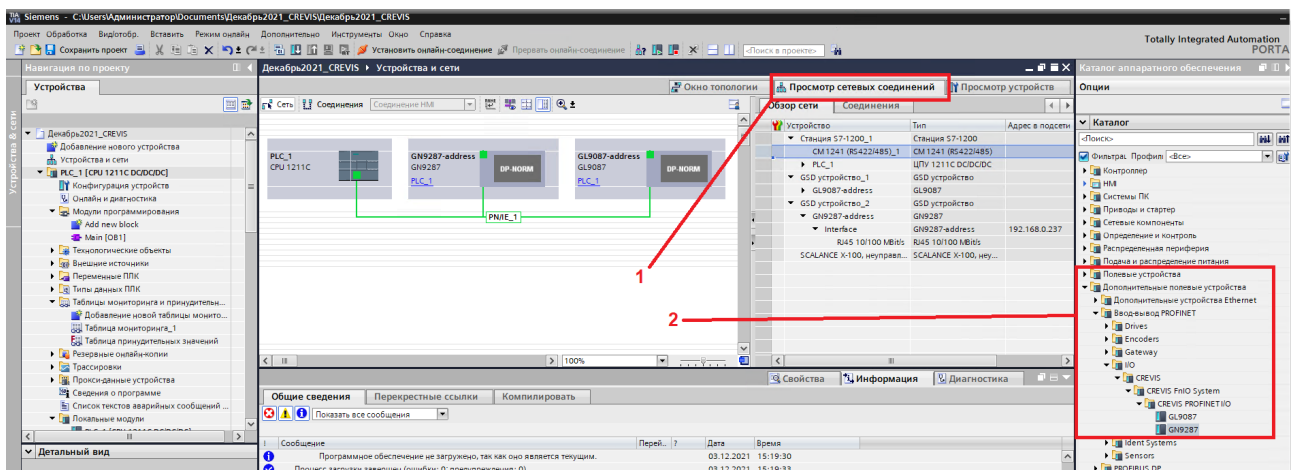 Siemens - C:\Users\Администратор\Documents\Декабрь2021_CREVIS\Декабрь2021_CREVIS
Проект Обработка Вид/отобр. Вставить Режим онлайн Дополнительно Инструменты Окно Справка
Сохранить проект Установить онлайн-соединение Прервать онлайн-соединение <Поиск в проекте>
Totally Integrated Automation
PORTA
Навигация по проекту
Устройства
Устройства & Сети
Декабрь2021_CREVIS
Добавление нового устройства
Устройства и сети
PLC_1 [CPU 1211C DC/DC/DC]
Конфигурация устройств
Онлайн и диагностика
Модули программирования
Add new block
Main [OB1]
Технологические объекты
Внешние источники
Переменные ПЛК
Типы данных ПЛК
Таблицы мониторинга и принудительн...
Добавление новой таблицы монито...
Таблица мониторинга_1
Таблица принудительных значений
Резервные онлайн-копии
Трассировки
Прокси-данные устройства
Сведения о программе
Список текстов аварийных сообщений ...
Локальные модули
Детальный вид
Декабрь2021_CREVIS ▸ Устройства и сети
Окно топологии Просмотр сетевых соединений Просмотр устройств
Сеть Соединения Соединение HMI
PLC_1
CPU 1211C
GN9287-address
GN9287
PLC_1
DP-NORM
GL9087-address
GL9087
PLC_1
DP-NORM
PN/IE_1
1
2
100%
Обзор сети Соединения
Устройство Тип Адрес в подсети
Станция S7-1200_1 Станция S7-1200
CM 1241 (RS422/485)_1 CM 1241 (RS422/485)
PLC_1 ЦПУ 1211C DC/DC/DC
GSD устройство_1 GSD устройство
GL9087-address GL9087
GSD устройство_2 GSD устройство
GN9287-address GN9287
Interface GN9287-address 192.168.0.237
RJ45 10/100 MBit/s RJ45 10/100 MBit/s
SCALANCE X-100, неуправл... SCALANCE X-100, неу...
Свойства Информация Диагностика
Общие сведения Перекрестные ссылки Компилировать
Показать все сообщения
! Сообщение Перей.. ? Дата Время
Программное обеспечение не загружено, так как оно является текущим. 03.12.2021 15:19:30
Процесс загрузки завершен (ошибки: 0; предупреждения: 0). 03.12.2021 15:19:33
Каталог аппаратного обеспечения
Опции
Каталог
<Поиск>
Фильтрац Профиль <Все>
Контроллер
HMI
Системы ПК
Приводы и стартер
Сетевые компоненты
Определение и контроль
Распределенная периферия
Подача и распределение питания
Полевые устройства
Дополнительные полевые устройства
Дополнительные устройства Ethernet
Ввод-вывод PROFINET
Drives
Encoders
Gateway
I/O
CREVIS
CREVIS FnIO System
CREVIS PROFINET I/O
GL9087
GN9287
Ident Systems
Sensors
PROFIBUS DP